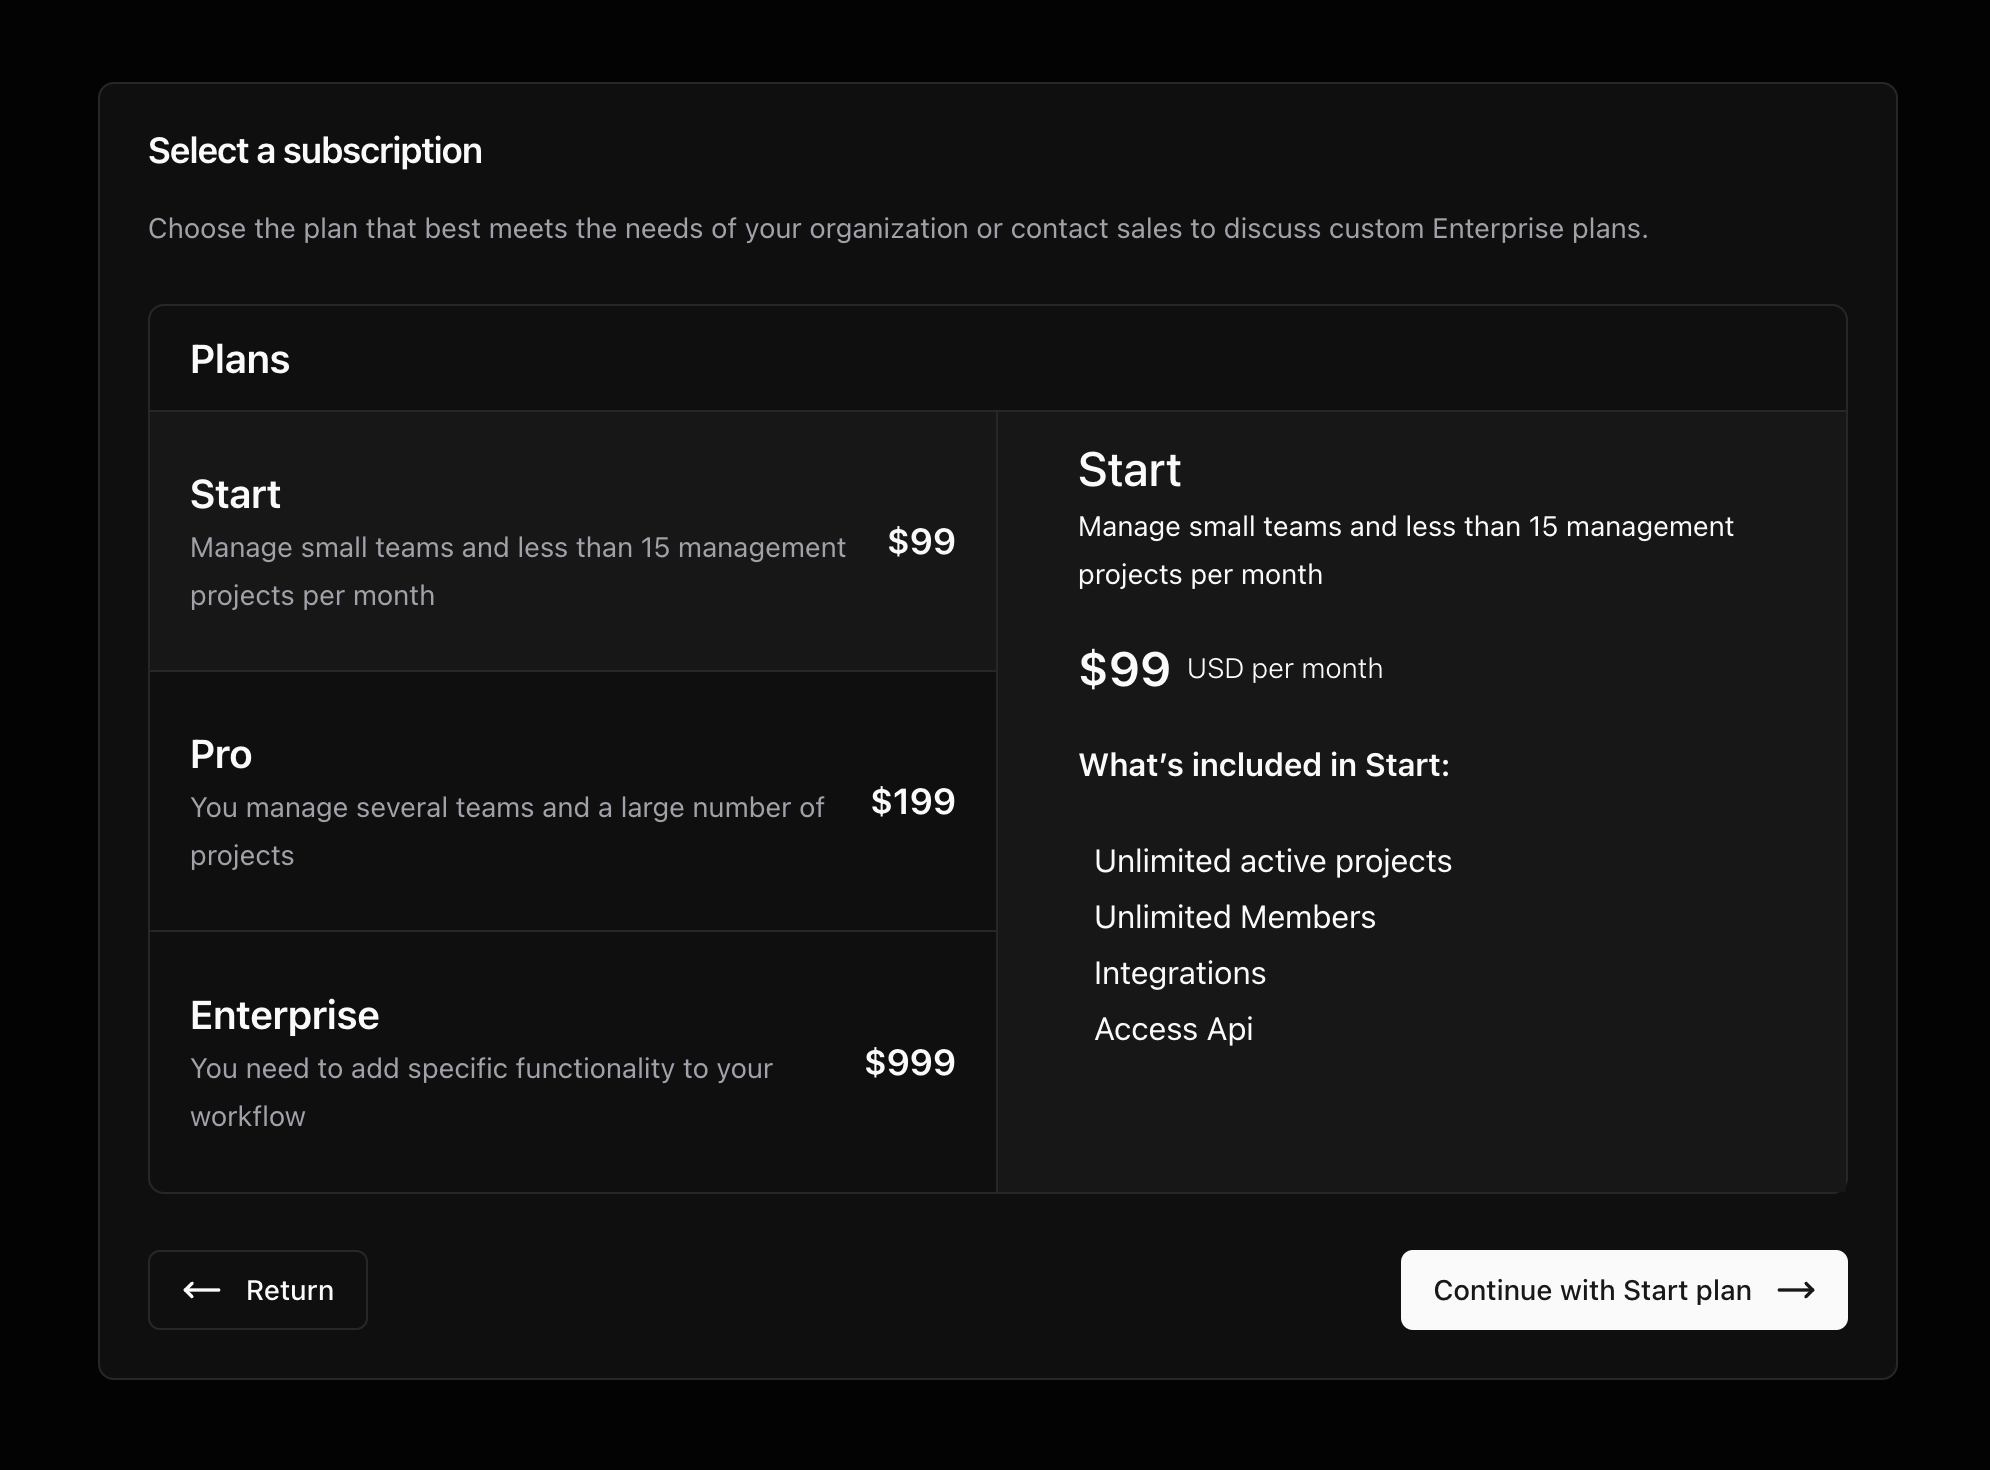 Select a subscription
Choose the plan that best meets the needs of your organization or contact sales to discuss custom Enterprise plans.
Plans
Start
Manage small teams and less than 15 management
projects per month
$99
Pro
You manage several teams and a large number of
projects
$199
Enterprise
You need to add specific functionality to your
workflow
$999
Start
Manage small teams and less than 15 management
projects per month
$99 USD per month
What’s included in Start:
Unlimited active projects
Unlimited Members
Integrations
Access Api
Return
Continue with Start plan